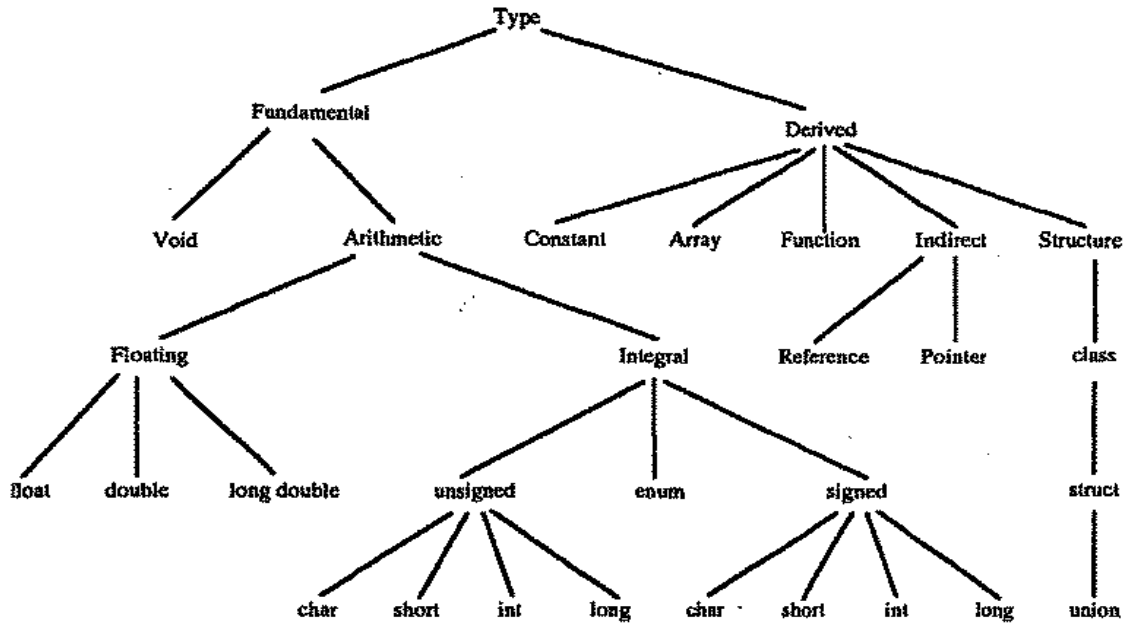 Type
Fundamental
Derived
Void Arithmetic Constant Array Function Indirect Structure
Floating Integral Reference Pointer class
float double long double unsigned enum signed struct
char short int long char short int long union